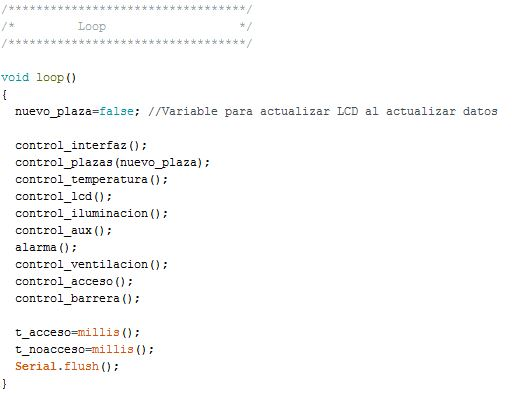 /**********************************/
/*         Loop                   */
/**********************************/
void loop()
{
  nuevo_plaza=false; //Variable para actualizar LCD al actualizar datos
  control_interfaz();
  control_plazas(nuevo_plaza);
  control_temperatura();
  control_lcd();
  control_iluminacion();
  control_aux();
  alarma();
  control_ventilacion();
  control_acceso();
  control_barrera();
  t_acceso=millis();
  t_noacceso=millis();
  Serial.flush();
}